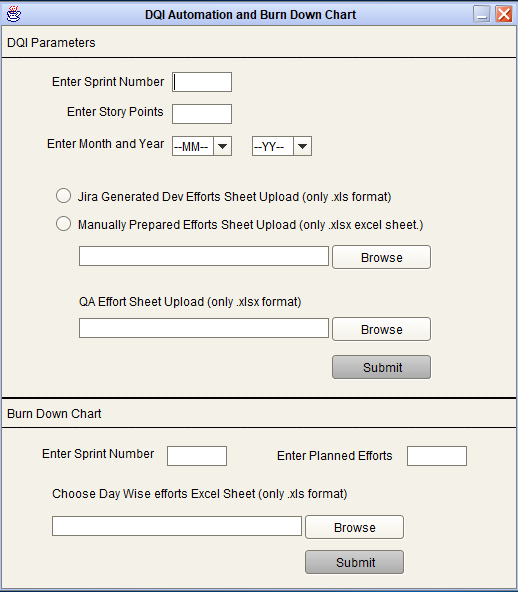 DQI Automation and Burn Down Chart
DQI Parameters
Enter Sprint Number
Enter Story Points
Enter Month and Year --MM-- --YY--
Jira Generated Dev Efforts Sheet Upload (only .xls format)
Manually Prepared Efforts Sheet Upload (only .xlsx excel sheet.)
Browse
QA Effort Sheet Upload (only .xlsx format)
Browse
Submit
Burn Down Chart
Enter Sprint Number Enter Planned Efforts
Choose Day Wise efforts Excel Sheet (only .xls format)
Browse
Submit